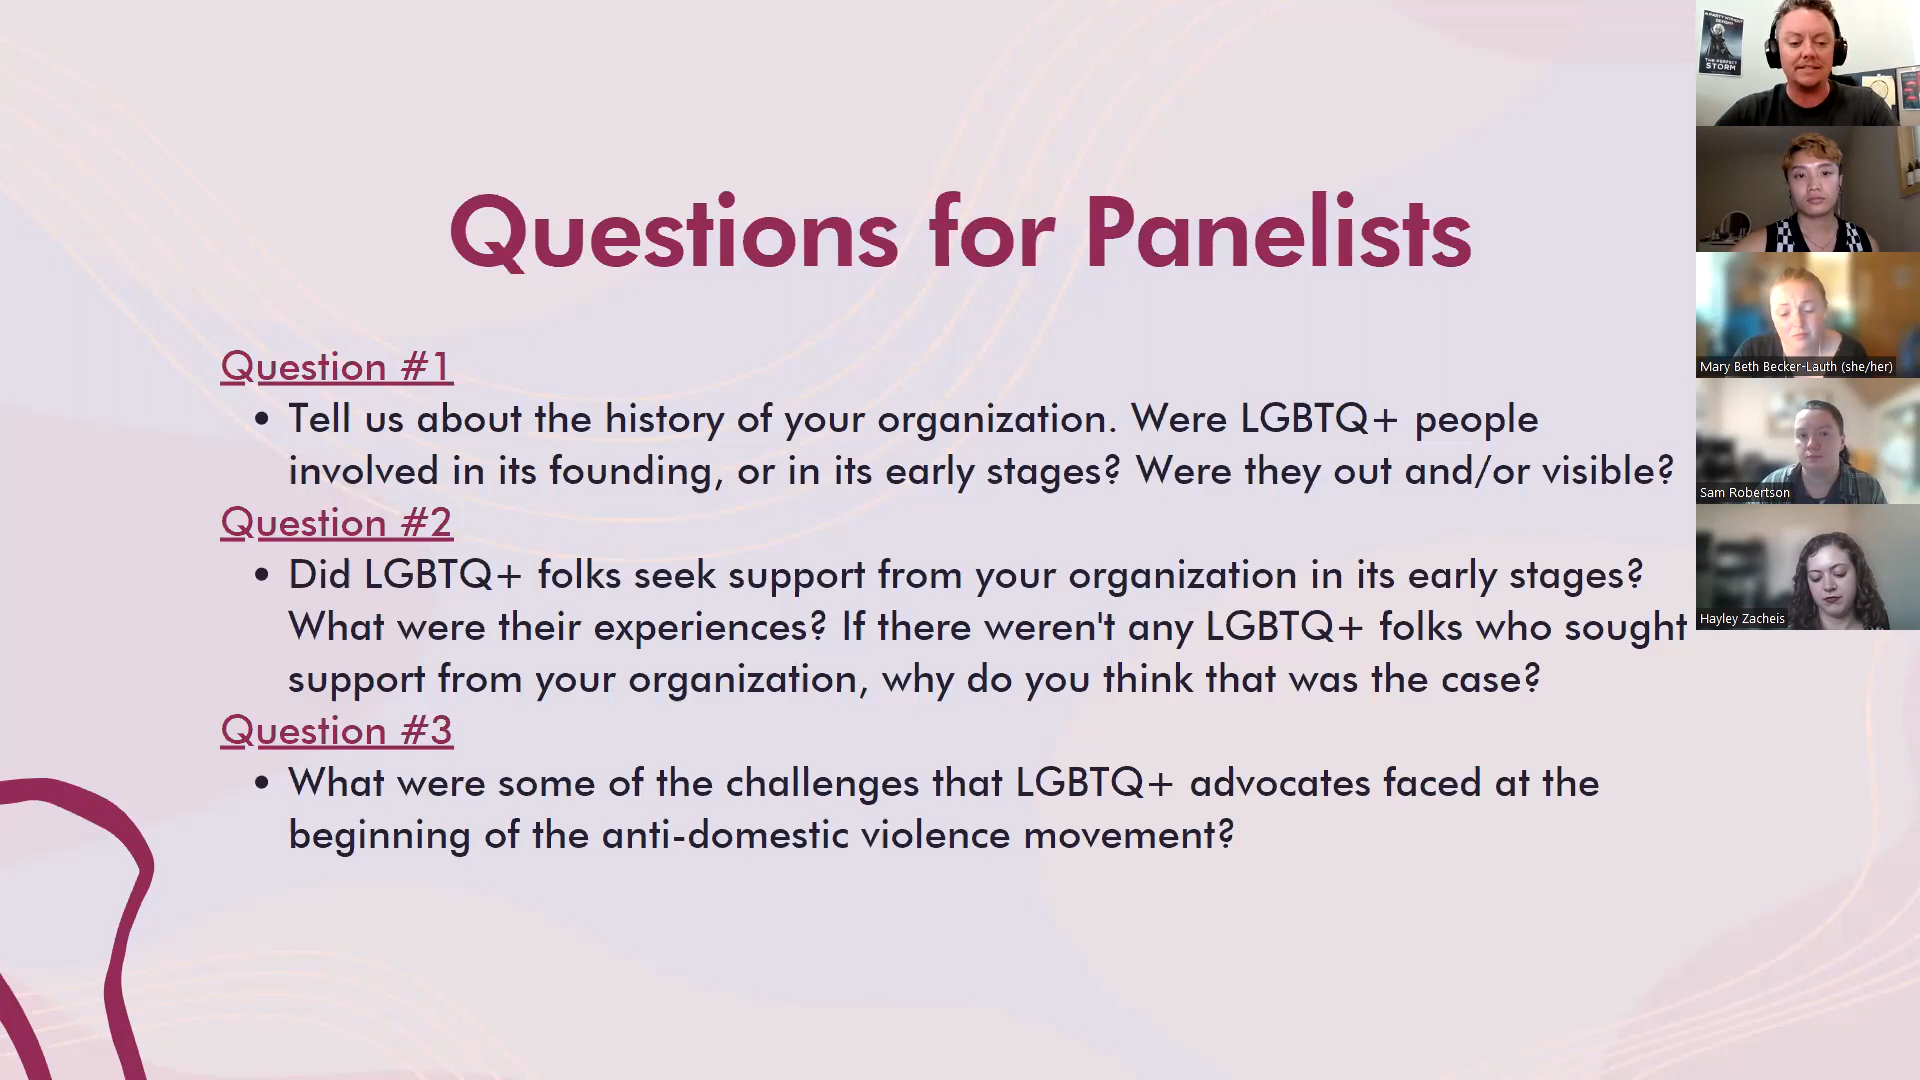 Questions for Panelists
Question #1
• Tell us about the history of your organization. Were LGBTQ+ people
involved in its founding, or in its early stages? Were they out and/or visible?
Question #2
• Did LGBTQ+ folks seek support from your organization in its early stages?
What were their experiences? If there weren't any LGBTQ+ folks who sought
support from your organization, why do you think that was the case?
Question #3
• What were some of the challenges that LGBTQ+ advocates faced at the
beginning of the anti-domestic violence movement?
THE PERFECT
STORM
Mary Beth Becker-Lauth (she/her)
Sam Robertson
Hayley Zacheis